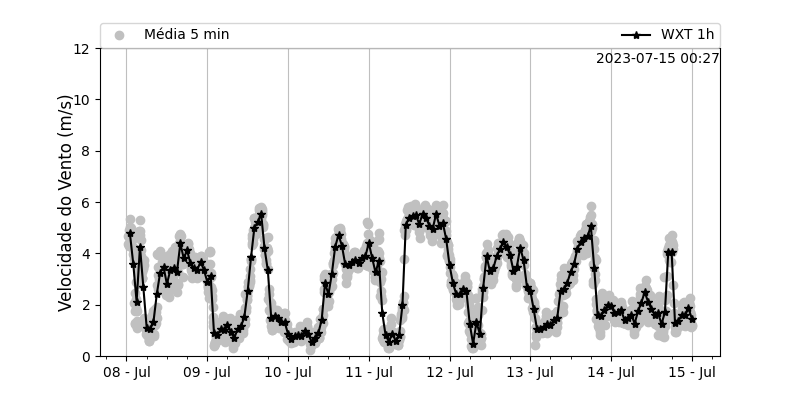 Média 5 min
WXT 1h
2023-07-15 00:27
Velocidade do Vento (m/s)
12
10
8
6
4
2
0
08 - Jul 09 - Jul 10 - Jul 11 - Jul 12 - Jul 13 - Jul 14 - Jul 15 - Jul